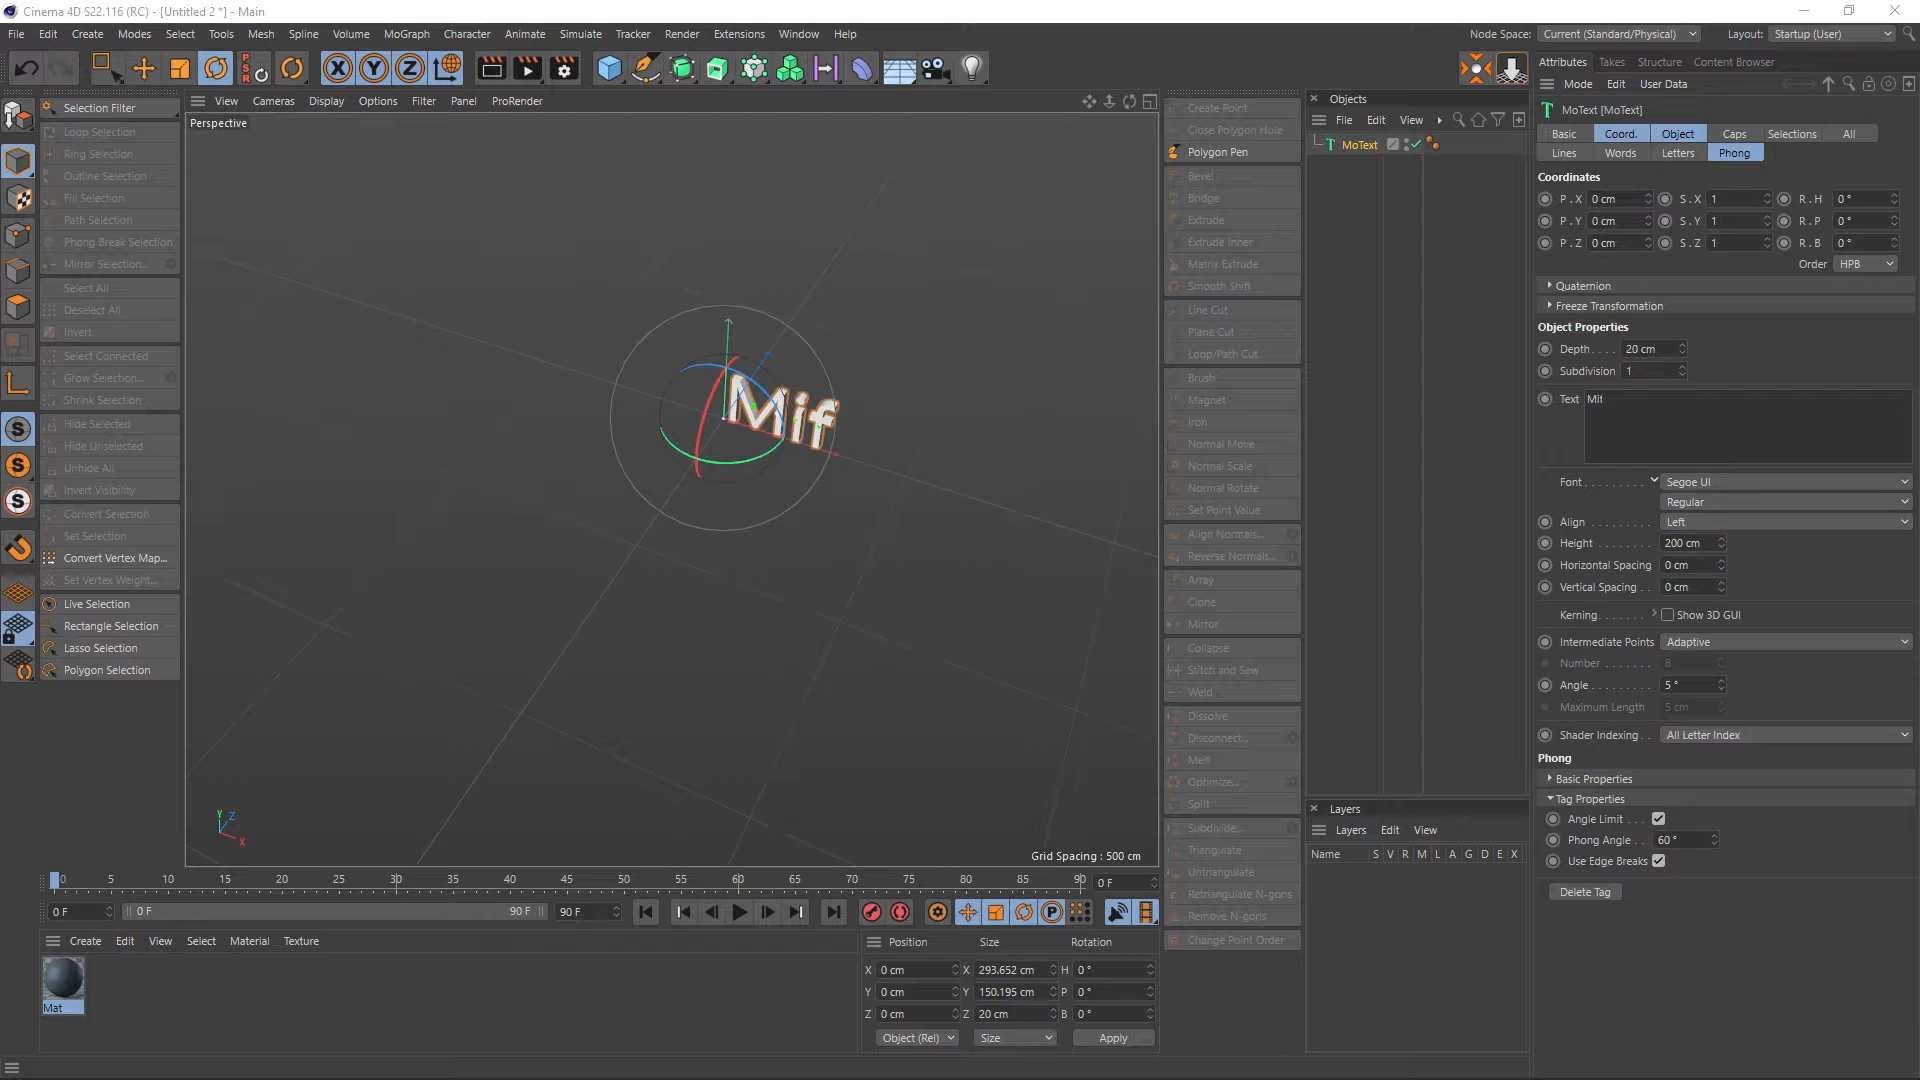 Cinema 4D S22.116 (RC) - [Untitled 2 *] - Main
File Edit Create Modes Select Tools Mesh Spline Volume MoGraph Character Animate Simulate Tracker Render Extensions Window Help
Node Space: Current (Standard/Physical) Layout: Startup (User)
PSR X Y Z
Selection Filter
Loop Selection
Ring Selection
Outline Selection
Fill Selection
Path Selection
Phong Break Selection
Mirror Selection...
Select All
Deselect All
Invert
Select Connected
Grow Selection...
Shrink Selection
Hide Selected
Hide Unselected
Unhide All
Invert Visibility
Convert Selection
Set Selection
Convert Vertex Map...
Set Vertex Weight...
Live Selection
Rectangle Selection
Lasso Selection
Polygon Selection
View Cameras Display Options Filter Panel ProRender
Perspective
Mif
Y Z X
Grid Spacing : 500 cm
Create Point
Close Polygon Hole
Polygon Pen
Bevel
Bridge
Extrude
Extrude Inner
Matrix Extrude
Smooth Shift
Line Cut
Plane Cut
Loop/Path Cut
Brush
Magnet
Iron
Normal Move
Normal Scale
Normal Rotate
Set Point Value
Align Normals...
Reverse Normals...
Array
Clone
Mirror
Collapse
Stitch and Sew
Weld
Dissolve
Disconnect...
Melt
Optimize...
Split
Subdivide...
Triangulate
Untriangulate
Retriangulate N-gons
Remove N-gons
Change Point Order
Objects
File Edit View
MoText
Layers
Layers Edit View
Name S V R M L A G D E X
Attributes Takes Structure Content Browser
Mode Edit User Data
MoText [MoText]
Basic Coord. Object Caps Selections All
Lines Words Letters Phong
Coordinates
P . X 0 cm S . X 1 R . H 0 °
P . Y 0 cm S . Y 1 R . P 0 °
P . Z 0 cm S . Z 1 R . B 0 °
Order HPB
Quaternion
Freeze Transformation
Object Properties
Depth . . . . 20 cm
Subdivision 1
Text Mif
Font . . . . . . . . . Segoe UI
Regular
Align . . . . . . . . . Left
Height . . . . . . . . 200 cm
Horizontal Spacing 0 cm
Vertical Spacing . . 0 cm
Kerning. . . . . . . Show 3D GUI
Intermediate Points Adaptive
Number . . . . . . . 8
Angle . . . . . . . . . 5 °
Maximum Length 5 cm
Shader Indexing . . All Letter Index
Phong
Basic Properties
Tag Properties
Angle Limit . . .
Phong Angle . . 60 °
Use Edge Breaks
Delete Tag
0 5 10 15 20 25 30 35 40 45 50 55 60 65 70 75 80 85 90 0 F
0 F 0 F 90 F 90 F
Create Edit View Select Material Texture
Mat
Position Size Rotation
X 0 cm X 293.652 cm H 0 °
Y 0 cm Y 150.195 cm P 0 °
Z 0 cm Z 20 cm B 0 °
Object (Rel) Size Apply